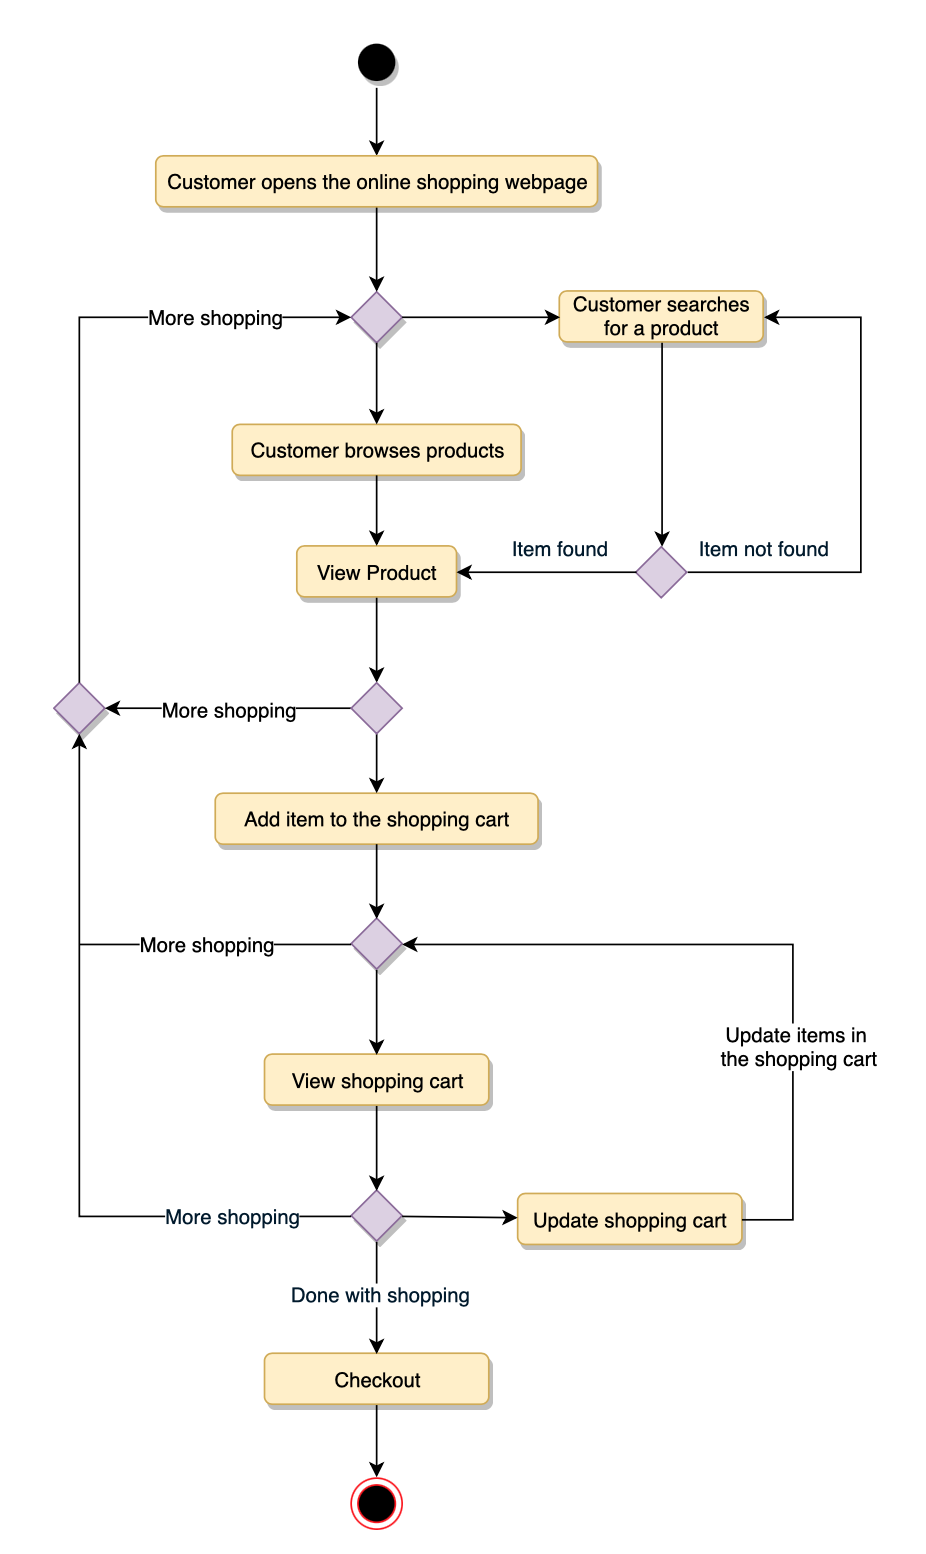 Customer opens the online shopping webpage
More shopping
Customer searches
for a product
Customer browses products
Item found
Item not found
View Product
More shopping
Add item to the shopping cart
More shopping
Update items in
the shopping cart
View shopping cart
More shopping
Update shopping cart
Done with shopping
Checkout